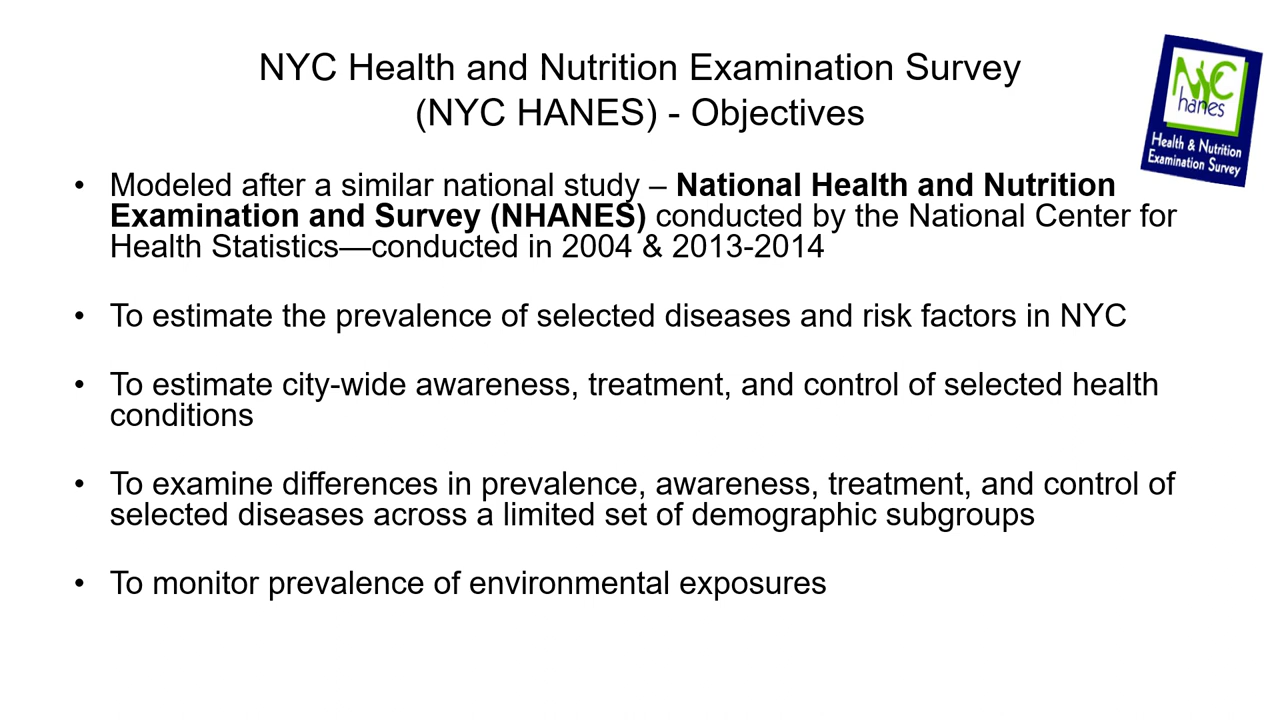 NYC Health and Nutrition Examination Survey
(NYC HANES) - Objectives
NYC
hanes
Health & Nutrition
Examination Survey
• Modeled after a similar national study – National Health and Nutrition
Examination and Survey (NHANES) conducted by the National Center for
Health Statistics—conducted in 2004 & 2013-2014
• To estimate the prevalence of selected diseases and risk factors in NYC
• To estimate city-wide awareness, treatment, and control of selected health
conditions
• To examine differences in prevalence, awareness, treatment, and control of
selected diseases across a limited set of demographic subgroups
• To monitor prevalence of environmental exposures